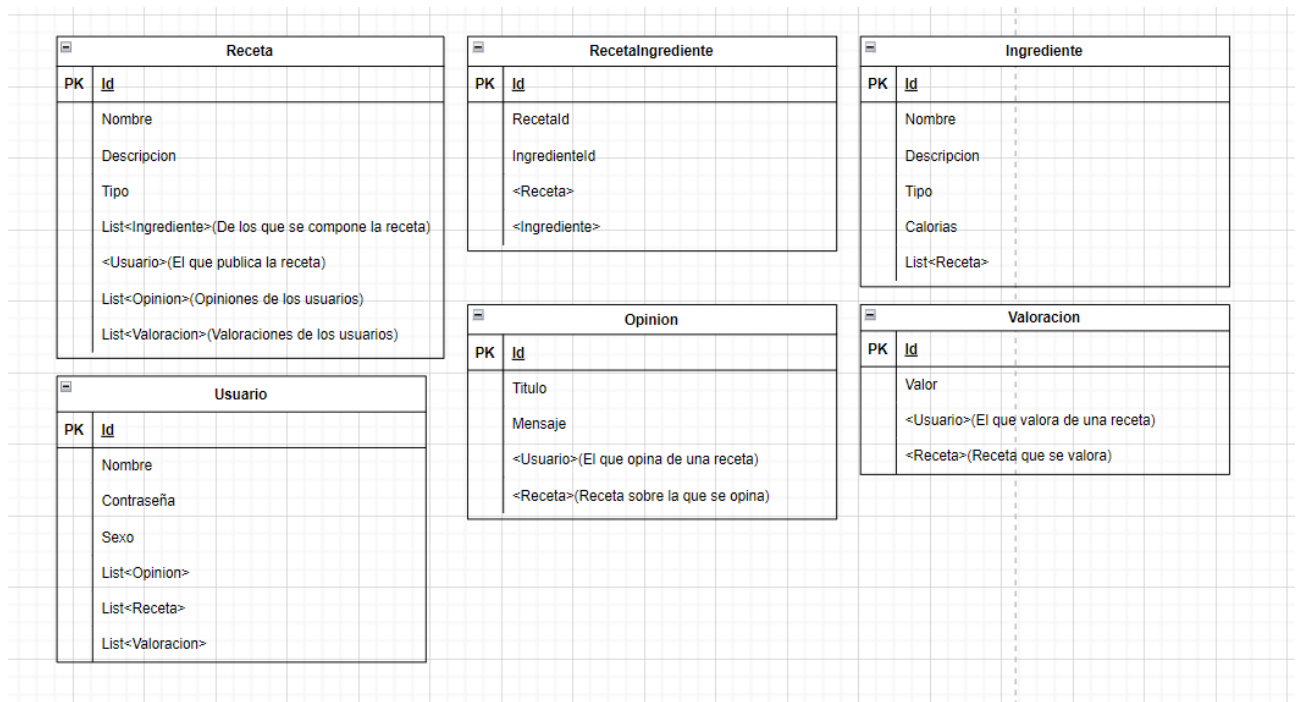 Receta
PK Id
Nombre
Descripcion
Tipo
List<Ingrediente>(De los que se compone la receta)
<Usuario>(El que publica la receta)
List<Opinion>(Opiniones de los usuarios)
List<Valoracion>(Valoraciones de los usuarios)
RecetaIngrediente
PK Id
RecetaId
IngredienteId
<Receta>
<Ingrediente>
Ingrediente
PK Id
Nombre
Descripcion
Tipo
Calorias
List<Receta>
Usuario
PK Id
Nombre
Contraseña
Sexo
List<Opinion>
List<Receta>
List<Valoracion>
Opinion
PK Id
Titulo
Mensaje
<Usuario>(El que opina de una receta)
<Receta>(Receta sobre la que se opina)
Valoracion
PK Id
Valor
<Usuario>(El que valora de una receta)
<Receta>(Receta que se valora)